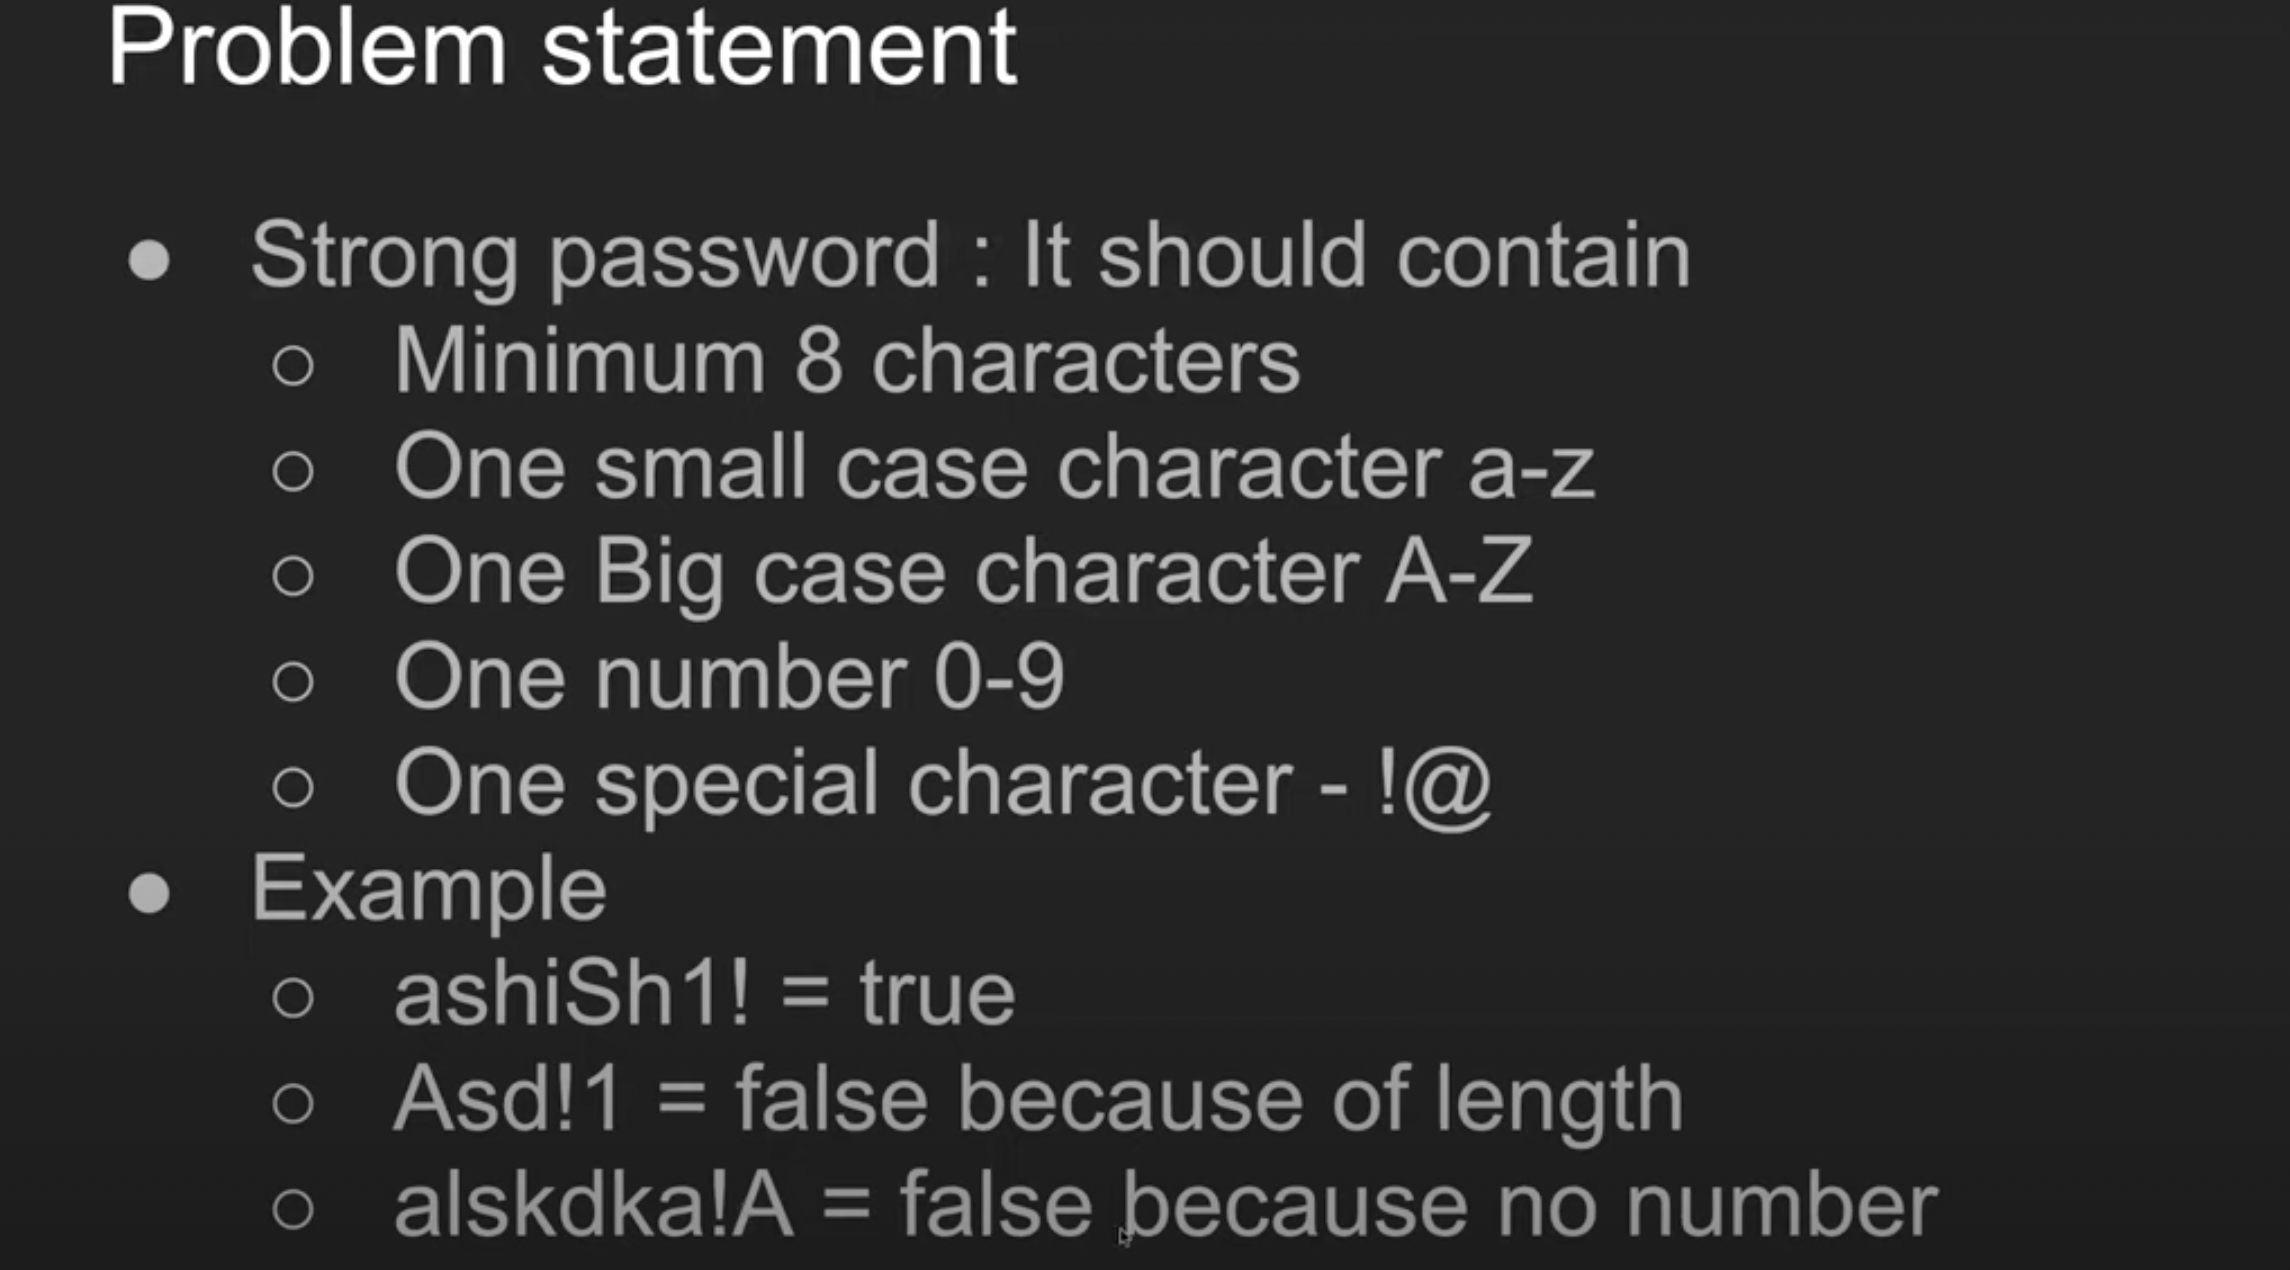 Problem statement
● Strong password : It should contain
○ Minimum 8 characters
○ One small case character a-z
○ One Big case character A-Z
○ One number 0-9
○ One special character - !@
● Example
○ ashiSh1! = true
○ Asd!1 = false because of length
○ alskdka!A = false because no number